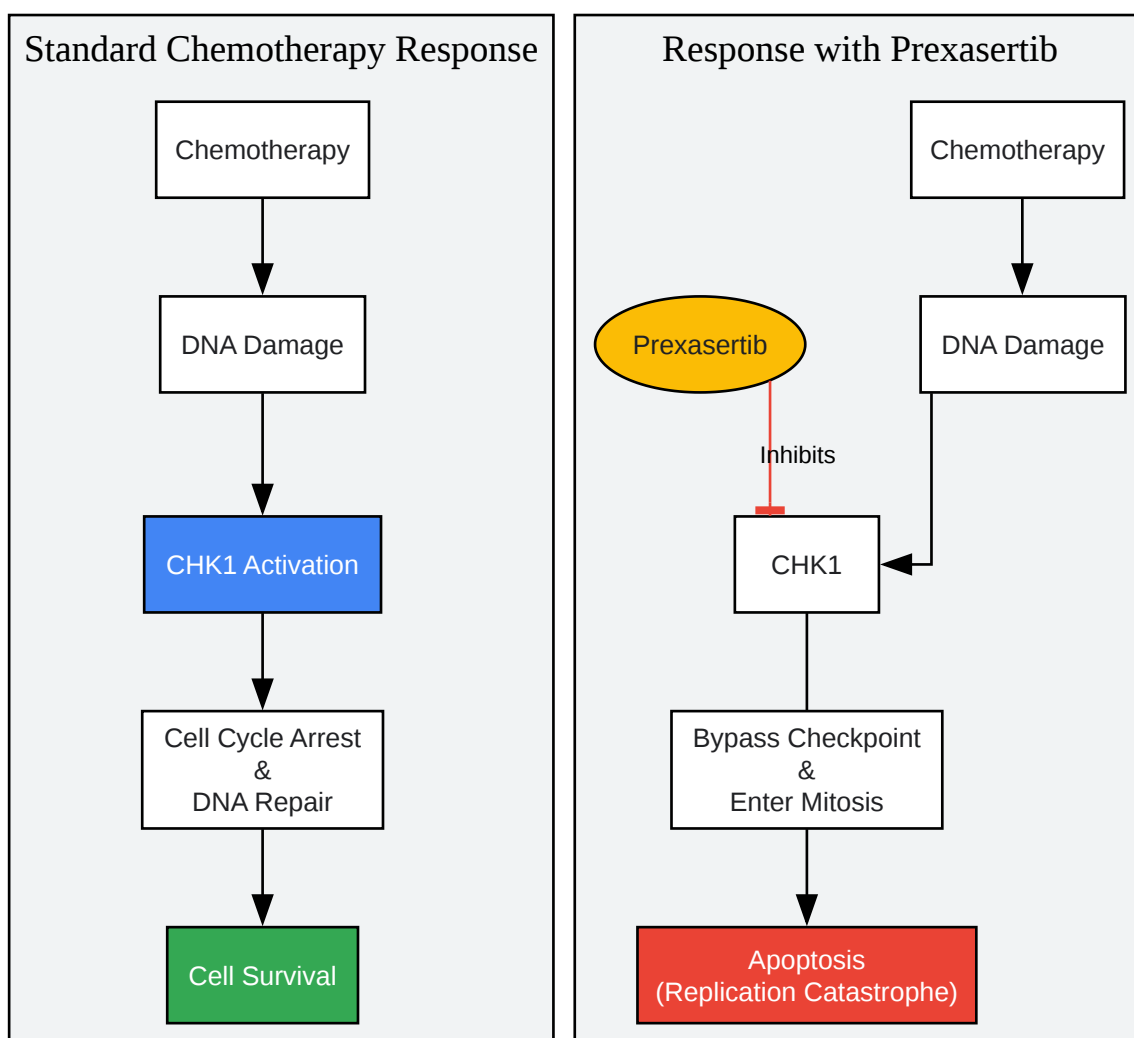 Standard Chemotherapy Response
Chemotherapy
DNA Damage
CHK1 Activation
Cell Cycle Arrest
&
DNA Repair
Cell Survival
Response with Prexasertib
Chemotherapy
Prexasertib
DNA Damage
Inhibits
CHK1
Bypass Checkpoint
&
Enter Mitosis
Apoptosis
(Replication Catastrophe)